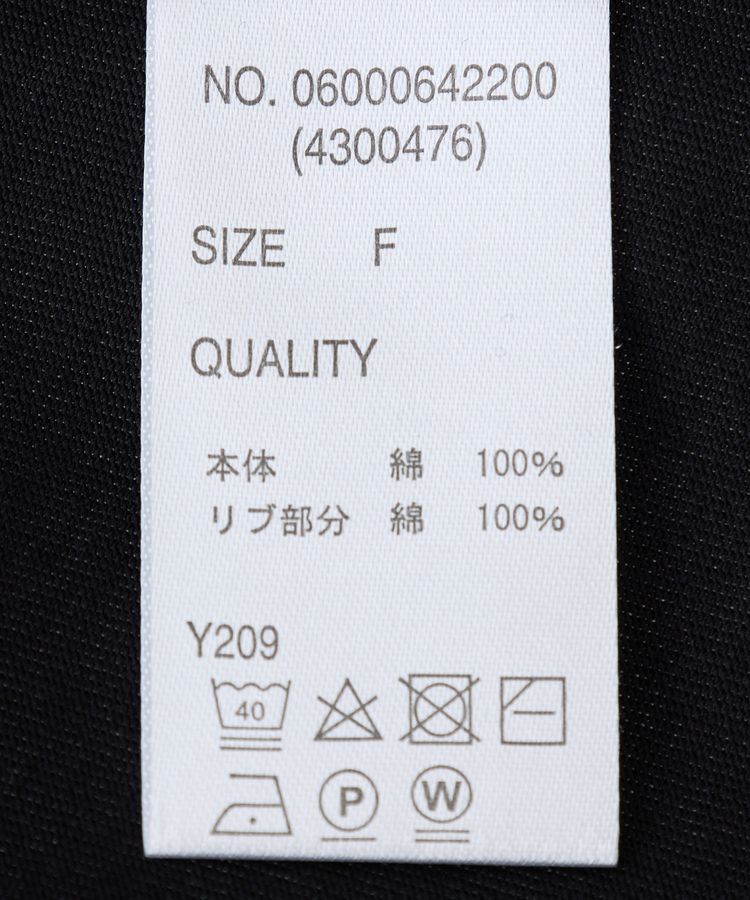 NO. 06000642200
(4300476)
SIZE F
QUALITY
本体 綿 100%
リブ部分 綿 100%
Y209
40
P W